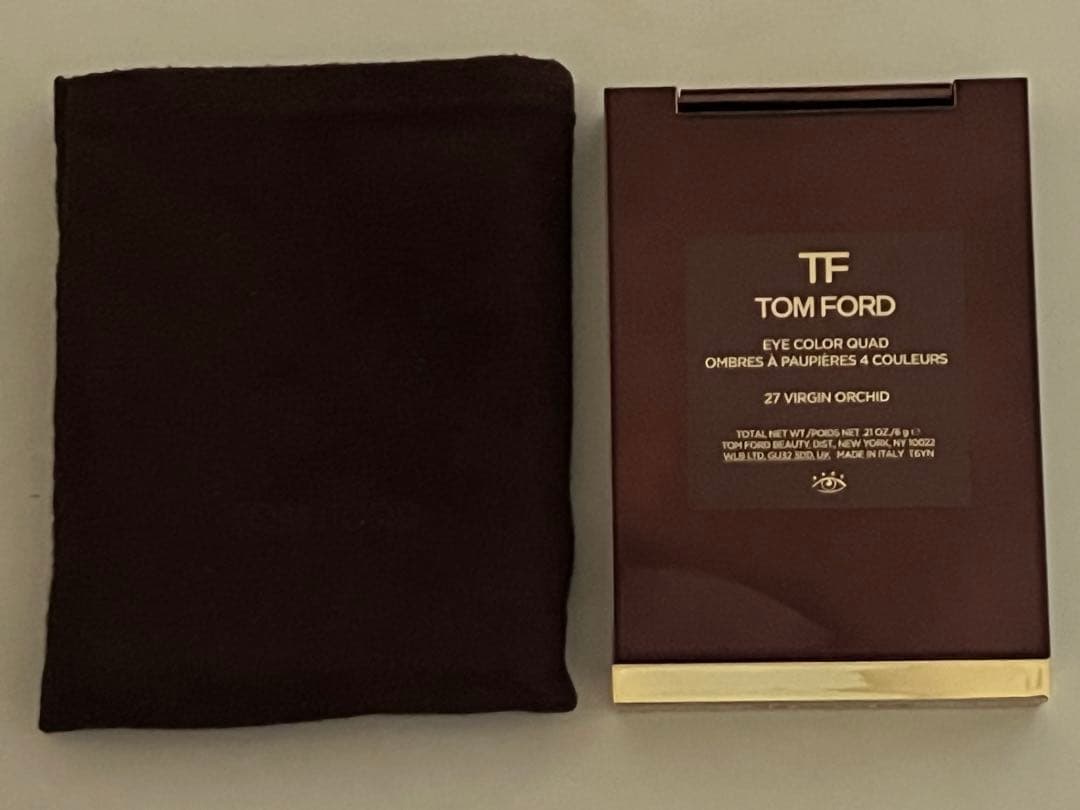 TF
TOM FORD
EYE COLOR QUAD
OMBRES À PAUPIÈRES 4 COULEURS
27 VIRGIN ORCHID
TOTAL NET WT/POIDS NET .21 OZ./6 g ℮
TOM FORD BEAUTY, DIST., NEW YORK, NY 10022
WLB LTD, GU32 3DD, UK MADE IN ITALY T6YN